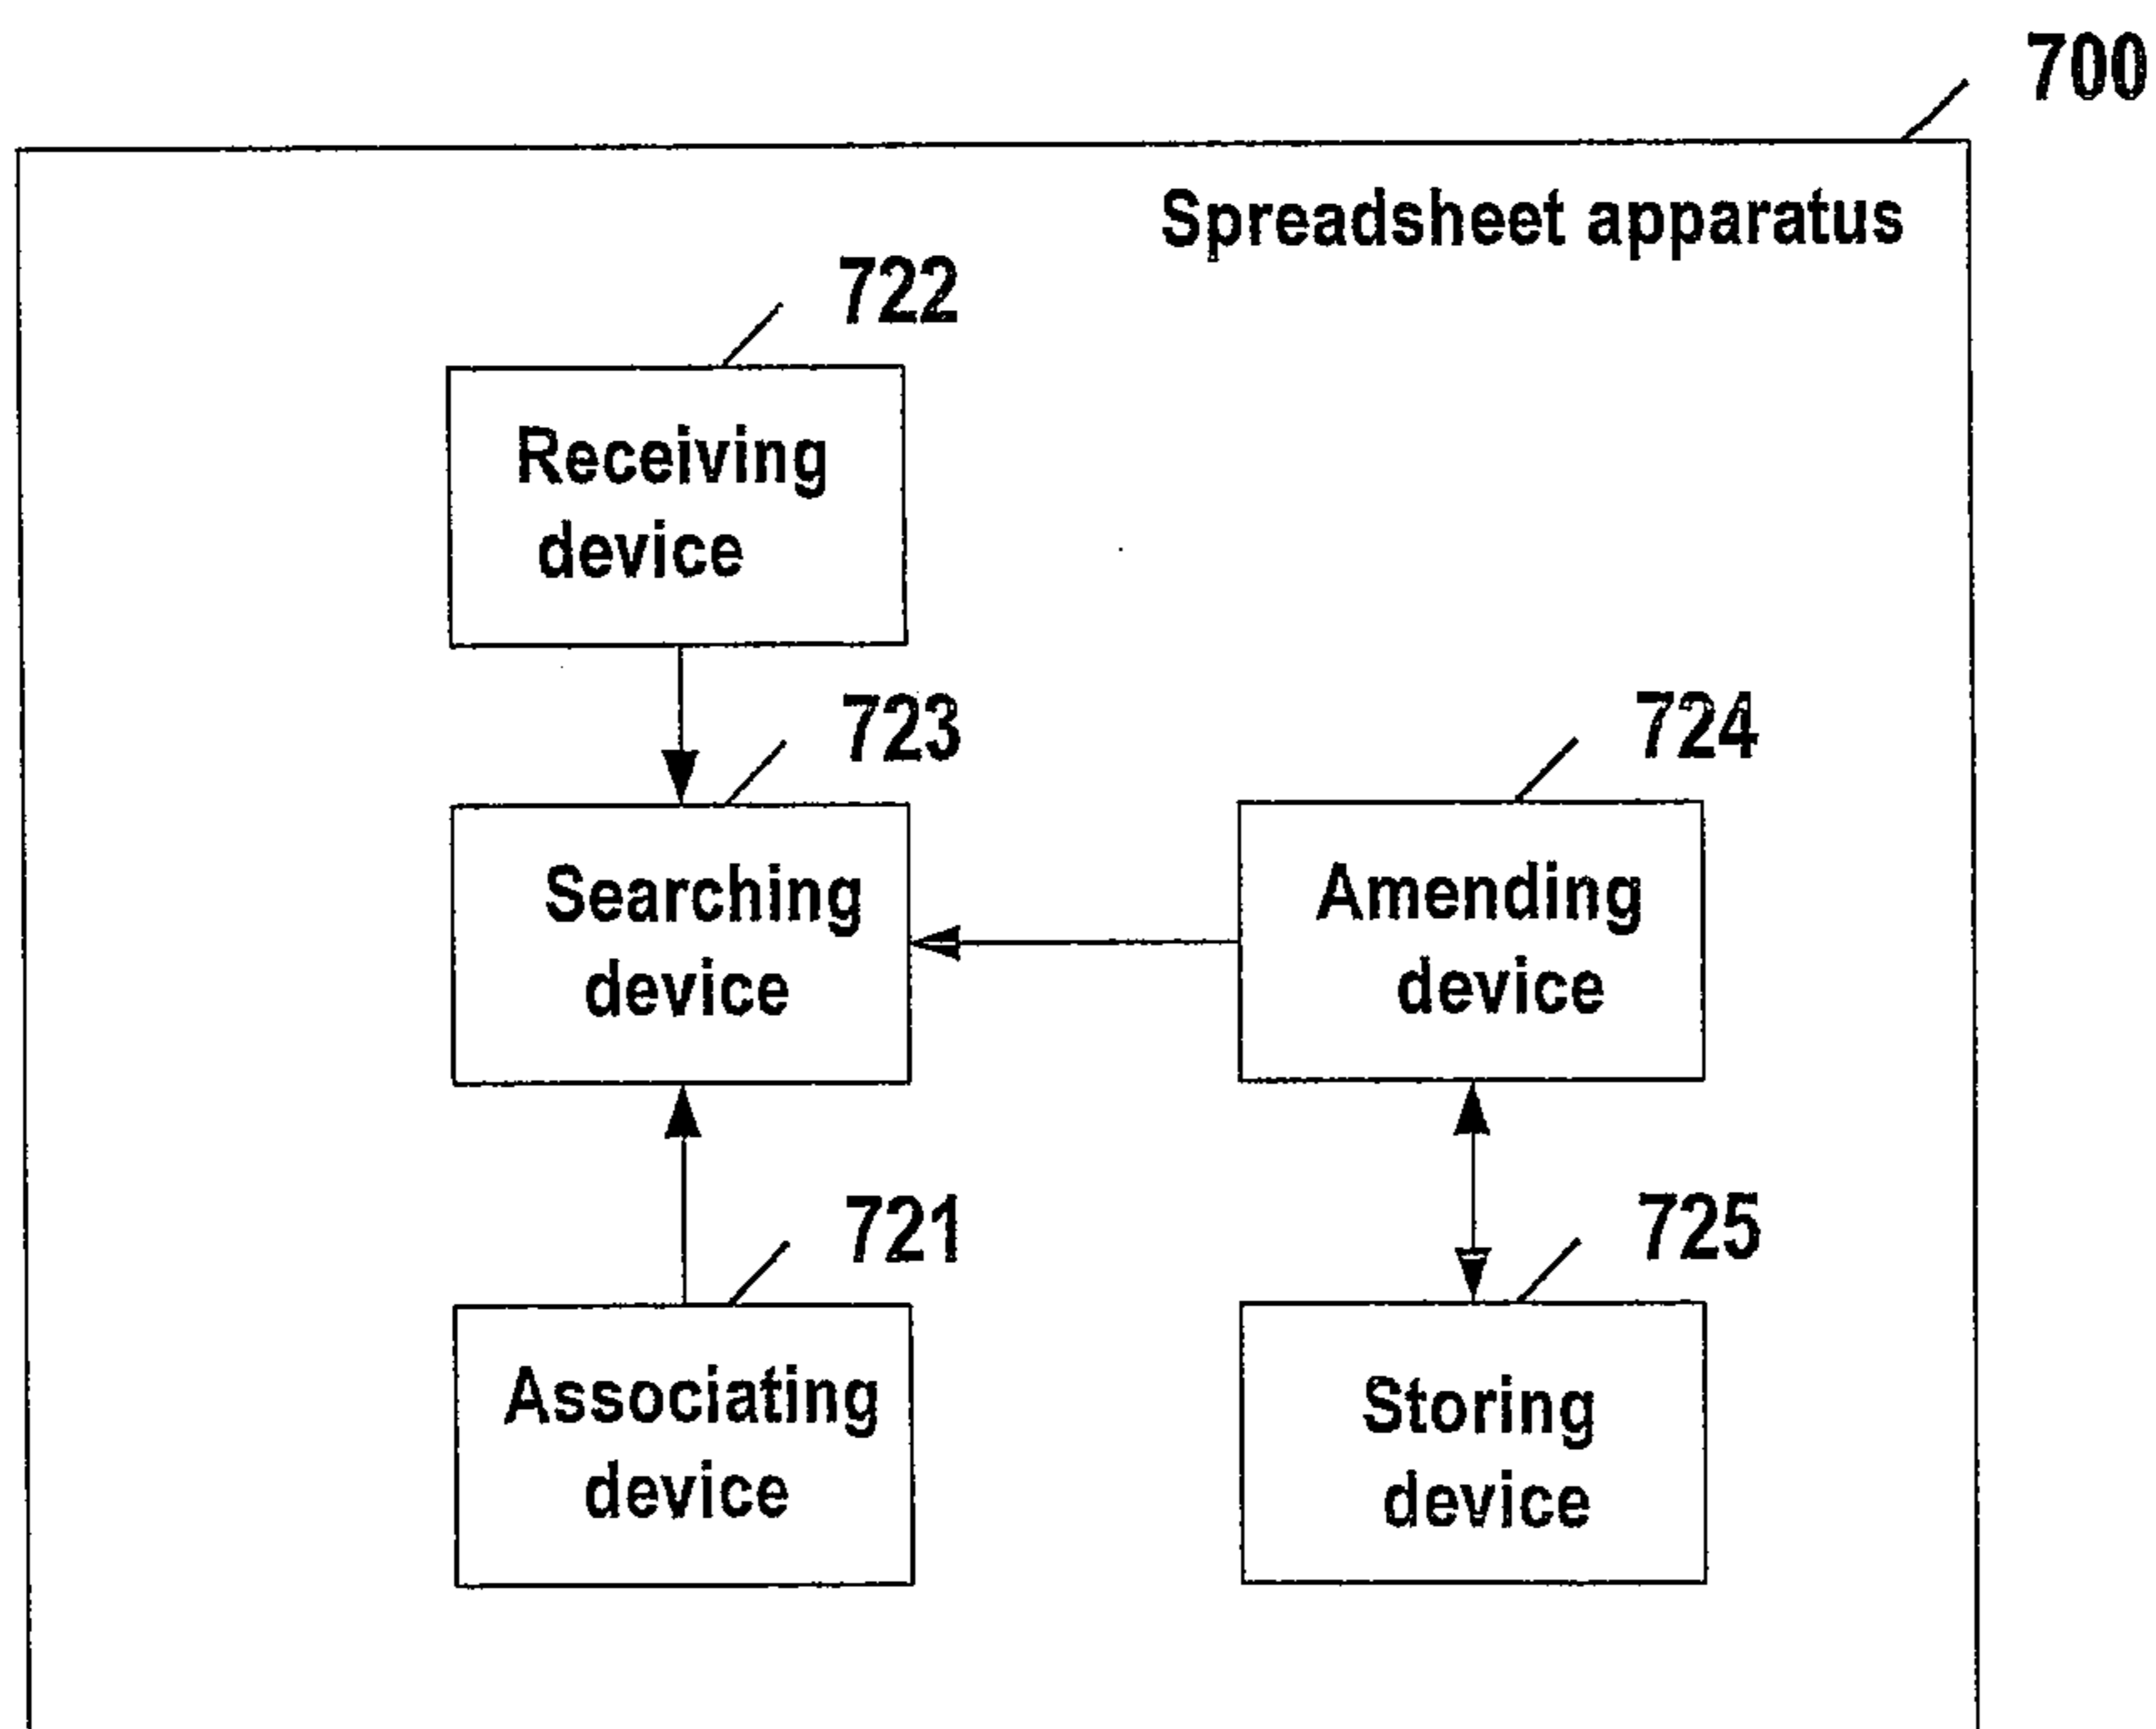 700
Spreadsheet apparatus
722
Receiving
device
723
724
Searching
device
Amending
device
721
725
Associating
device
Storing
device